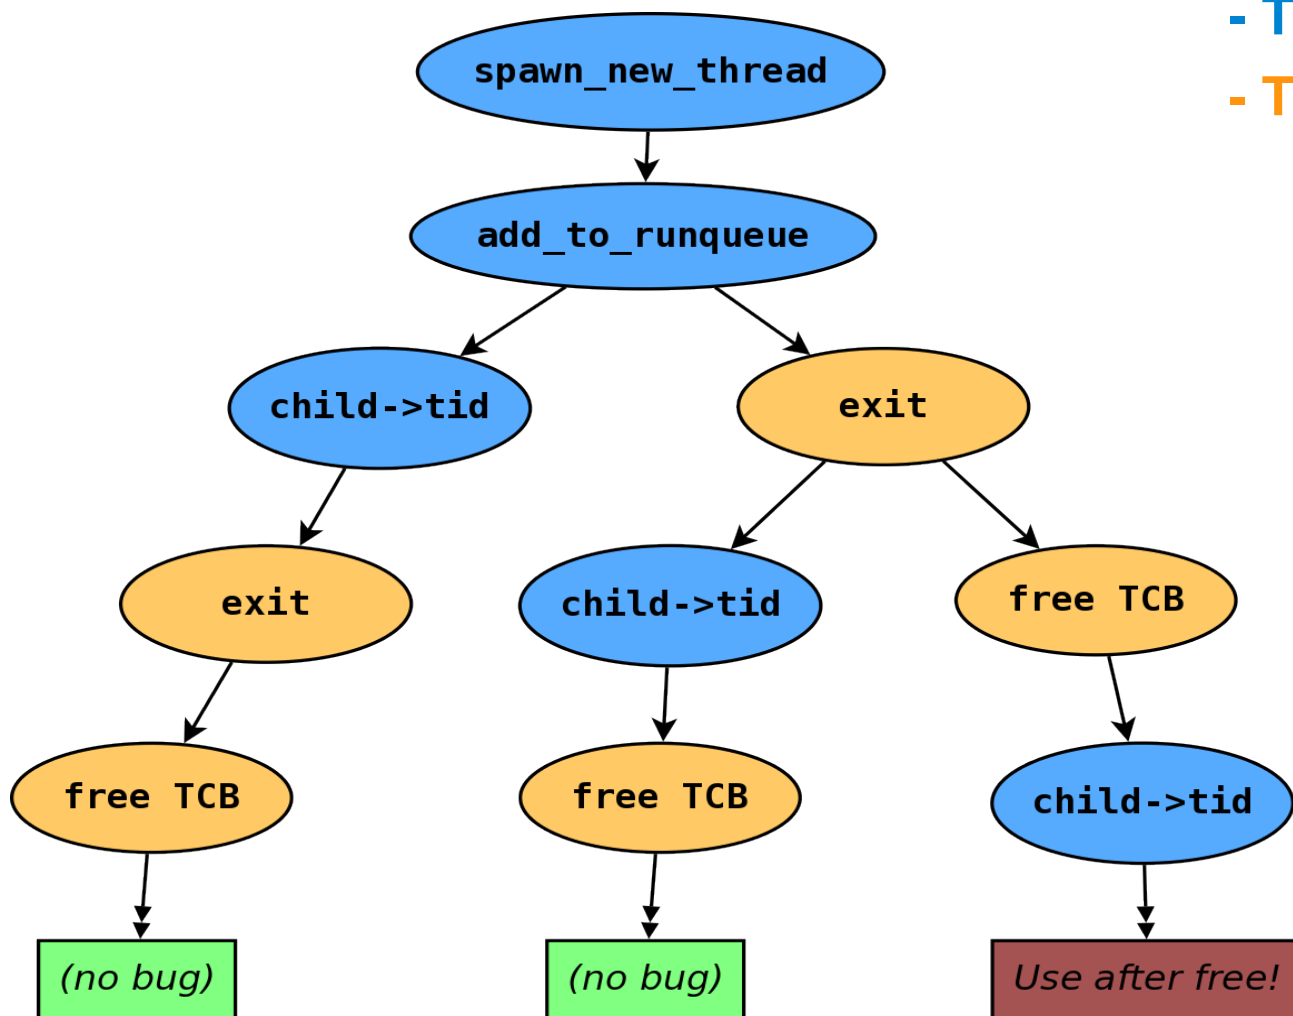 - T
- T
spawn_new_thread
add_to_runqueue
child->tid
exit
exit
child->tid
free TCB
free TCB
free TCB
child->tid
(no bug)
(no bug)
Use after free!